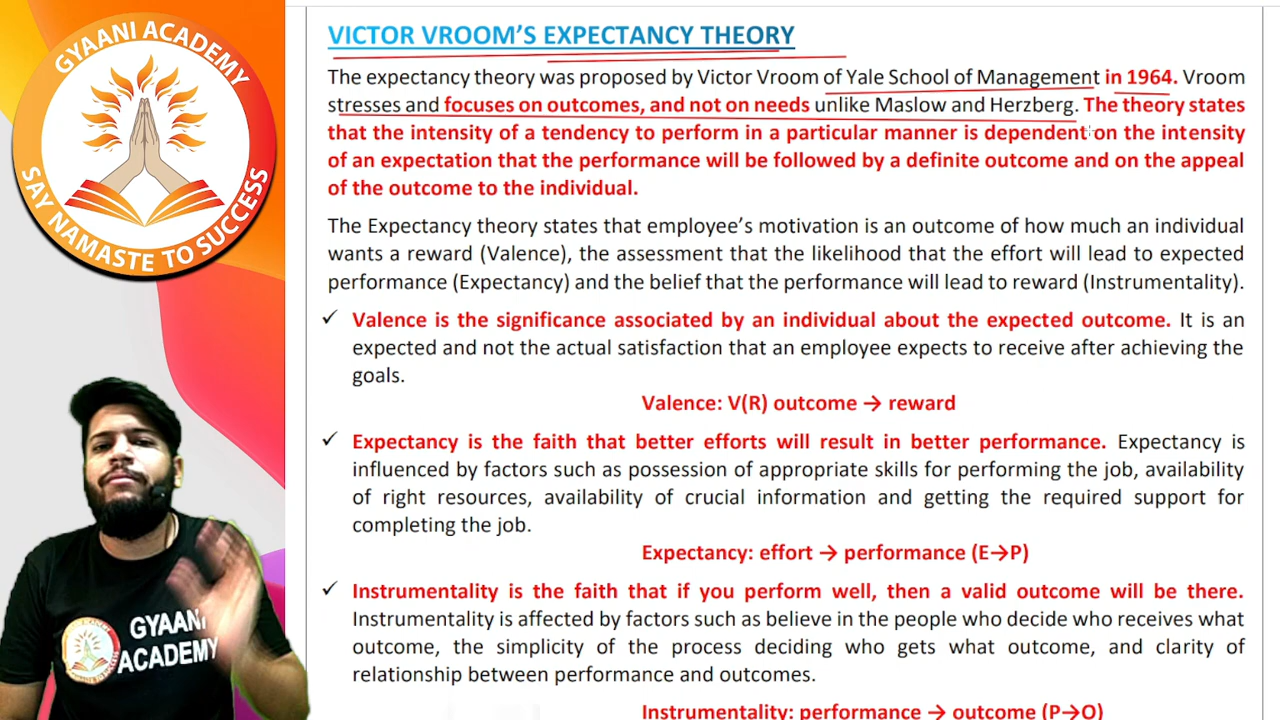 GYAANI ACADEMY
SAY NAMASTE TO SUCCESS
VICTOR VROOM'S EXPECTANCY THEORY
The expectancy theory was proposed by Victor Vroom of Yale School of Management in 1964. Vroom
stresses and focuses on outcomes, and not on needs unlike Maslow and Herzberg. The theory states
that the intensity of a tendency to perform in a particular manner is dependent on the intensity
of an expectation that the performance will be followed by a definite outcome and on the appeal
of the outcome to the individual.
The Expectancy theory states that employee's motivation is an outcome of how much an individual
wants a reward (Valence), the assessment that the likelihood that the effort will lead to expected
performance (Expectancy) and the belief that the performance will lead to reward (Instrumentality).
✓ Valence is the significance associated by an individual about the expected outcome. It is an
expected and not the actual satisfaction that an employee expects to receive after achieving the
goals.
Valence: V(R) outcome → reward
✓ Expectancy is the faith that better efforts will result in better performance. Expectancy is
influenced by factors such as possession of appropriate skills for performing the job, availability
of right resources, availability of crucial information and getting the required support for
completing the job.
Expectancy: effort → performance (E→P)
✓ Instrumentality is the faith that if you perform well, then a valid outcome will be there.
Instrumentality is affected by factors such as believe in the people who decide who receives what
outcome, the simplicity of the process deciding who gets what outcome, and clarity of
relationship between performance and outcomes.
Instrumentality: performance → outcome (P→O)
GYAANI
ACADEMY